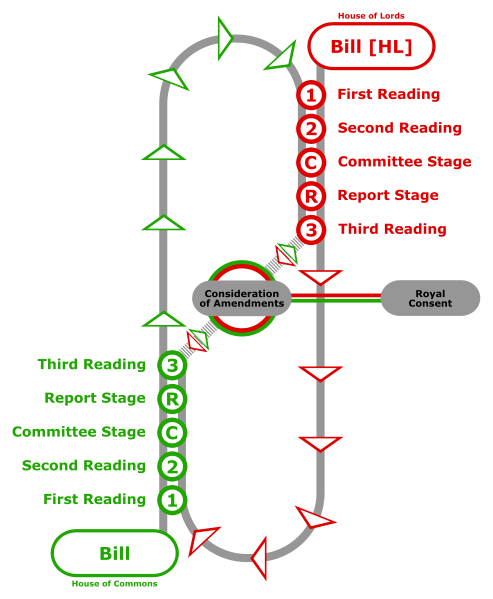 House of Lords
Bill [HL]
1 First Reading
2 Second Reading
C Committee Stage
R Report Stage
3 Third Reading
Consideration
of Amendments
Royal
Consent
Third Reading 3
Report Stage R
Committee Stage C
Second Reading 2
First Reading 1
Bill
House of Commons